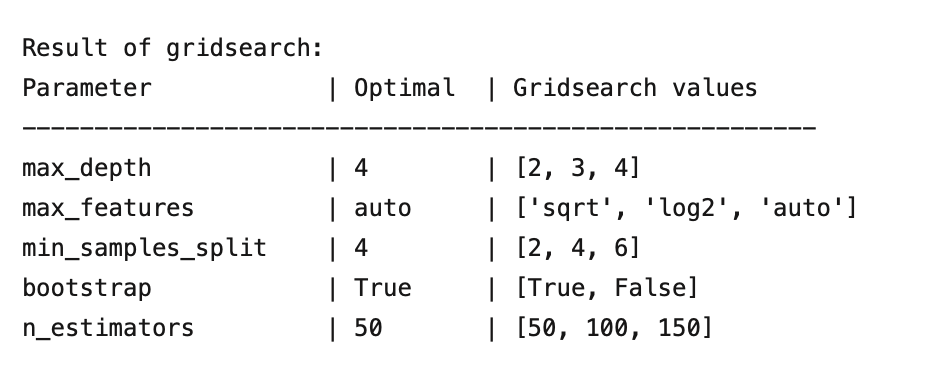 Result of gridsearch:
Parameter            | Optimal  | Gridsearch values
-------------------------------------------------------
max_depth            | 4        | [2, 3, 4]
max_features         | auto     | ['sqrt', 'log2', 'auto']
min_samples_split    | 4        | [2, 4, 6]
bootstrap            | True     | [True, False]
n_estimators         | 50       | [50, 100, 150]